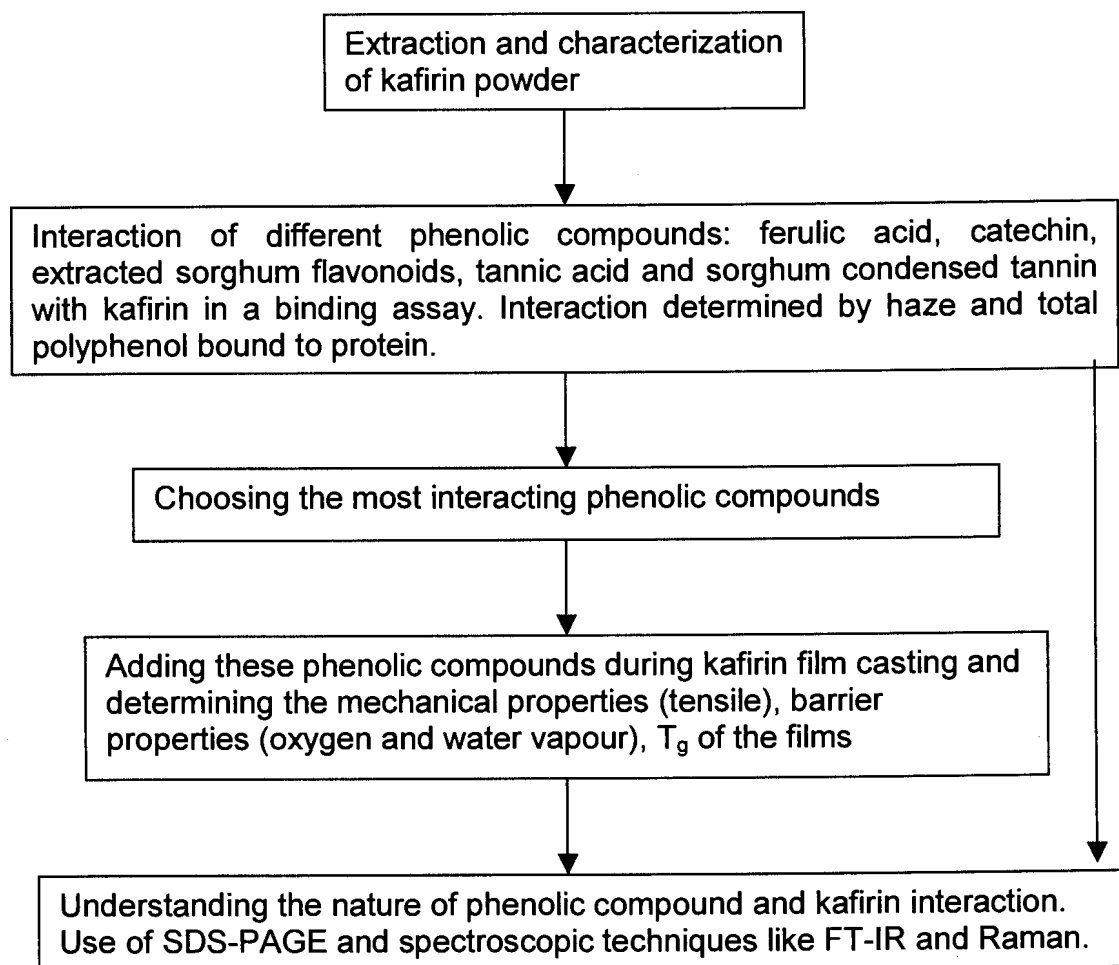 Extraction and characterization
of kafirin powder
Interaction of different phenolic compounds: ferulic acid, catechin,
extracted sorghum flavonoids, tannic acid and sorghum condensed tannin
with kafirin in a binding assay. Interaction determined by haze and total
polyphenol bound to protein.
Choosing the most interacting phenolic compounds
Adding these phenolic compounds during kafirin film casting and
determining the mechanical properties (tensile), barrier
properties (oxygen and water vapour), Tg of the films
Understanding the nature of phenolic compound and kafirin interaction.
Use of SDS-PAGE and spectroscopic techniques like FT-IR and Raman.